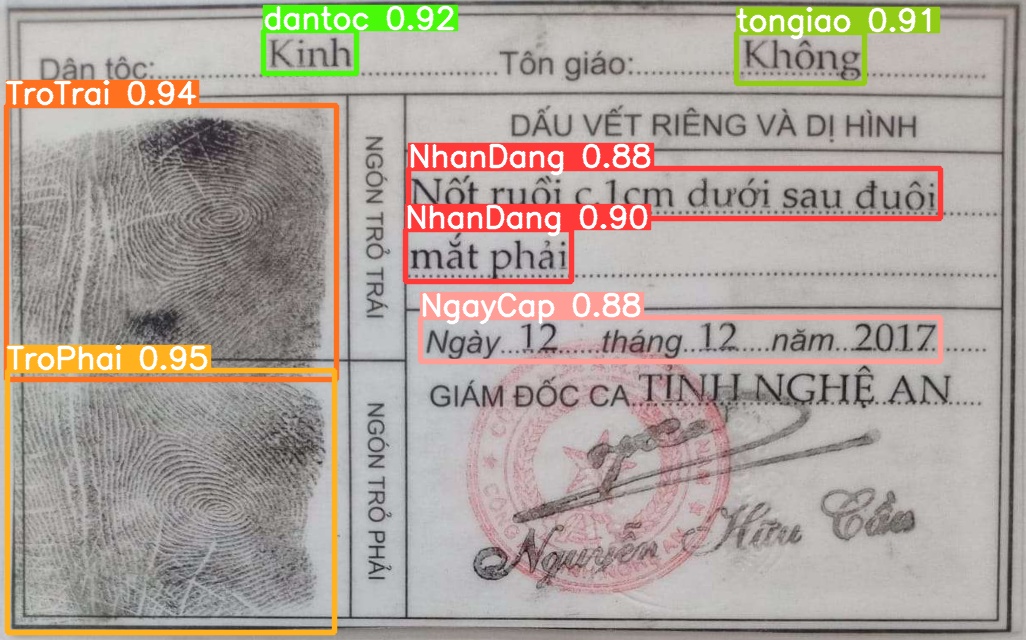 dantoc 0.92
tongiao 0.91
Dân tộc: Kinh Tôn giáo: Không
TroTrai 0.94
NGÓN TRỎ TRÁI
DẤU VẾT RIÊNG VÀ DỊ HÌNH
NhanDang 0.88
Nốt ruồi c 1cm dưới sau đuôi
NhanDang 0.90
mắt phải
NgayCap 0.88
Ngày 12 tháng 12 năm 2017
TroPhai 0.95
NGÓN TRỎ PHẢI
GIÁM ĐỐC CA TỈNH NGHỆ AN
Nguyễn Hữu Cầu